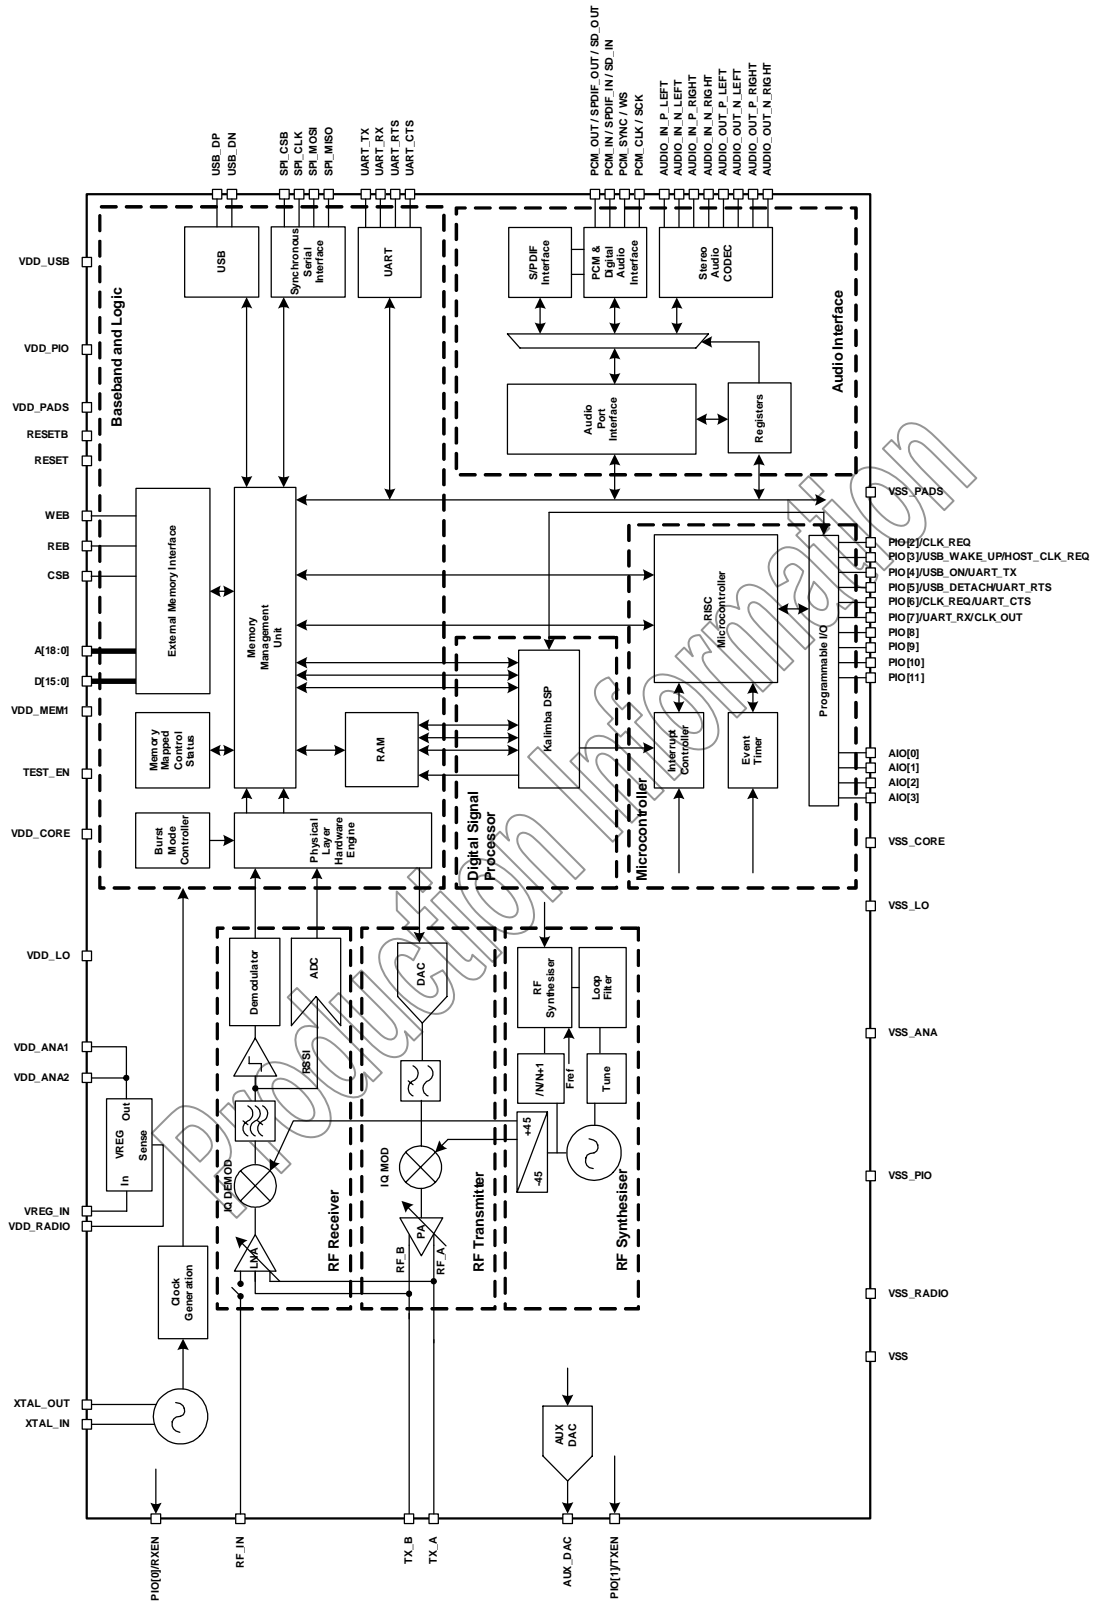 USB_DP
USB_DN
SPI_CSB
SPI_CLK
SPI_MOSI
SPI_MISO
UART_TX
UART_RX
UART_RTS
UART_CTS
PCM_OUT / SPDIF_OUT / SD_OUT
PCM_IN / SPDIF_IN / SD_IN
PCM_SYNC / WS
PCM_CLK / SCK
AUDIO_IN_P_LEFT
AUDIO_IN_N_LEFT
AUDIO_IN_P_RIGHT
AUDIO_IN_N_RIGHT
AUDIO_OUT_P_LEFT
AUDIO_OUT_N_LEFT
AUDIO_OUT_P_RIGHT
AUDIO_OUT_N_RIGHT
VDD_USB
VDD_PIO
VDD_PADS
RESETB
RESET
WEB
REB
CSB
A[18:0]
D[15:0]
VDD_MEM1
TEST_EN
VDD_CORE
VDD_LO
VDD_ANA1
VDD_ANA2
VREG_IN
VDD_RADIO
XTAL_OUT
XTAL_IN
Baseband and Logic
USB
Synchronous
Serial
Interface
UART
External Memory Interface
Memory
Management
Unit
Memory
Mapped
Control
Status
RAM
Burst
Mode
Controller
Physical
Layer
Hardware
Engine
S/PDIF
Interface
PCM &
Digital
Audio
Interface
Stereo
Audio
CODEC
Audio
Port
Interface
Registers
Audio Interface
Kalimba DSP
Digital Signal
Processor
RISC
Microcontroller
Interrupt
Controller
Event
Timer
Programmable I/O
Microcontroller
VSS_PADS
PIO[2]/CLK_REQ
PIO[3]/USB_WAKE_UP/HOST_CLK_REQ
PIO[4]/USB_ON/UART_TX
PIO[5]/USB_DETACH/UART_RTS
PIO[6]/CLK_REQ/UART_CTS
PIO[7]/UART_RX/CLK_OUT
PIO[8]
PIO[9]
PIO[10]
PIO[11]
AIO[0]
AIO[1]
AIO[2]
AIO[3]
VSS_CORE
VSS_LO
VSS_ANA
VSS_PIO
VSS_RADIO
VSS
Demodulator
ADC
RSSI
IQ DEMOD
LNA
RF Receiver
DAC
IQ MOD
PA
RF_B
RF_A
RF Transmitter
RF
Synthesiser
Loop
Filter
/N/N+1
Fref
Tune
+45
-45
RF Synthesiser
Out
VREG
Sense
In
Clock
Generation
AUX
DAC
PIO[0]/RXEN
RF_IN
TX_B
TX_A
AUX_DAC
PIO[1]/TXEN
Production Information